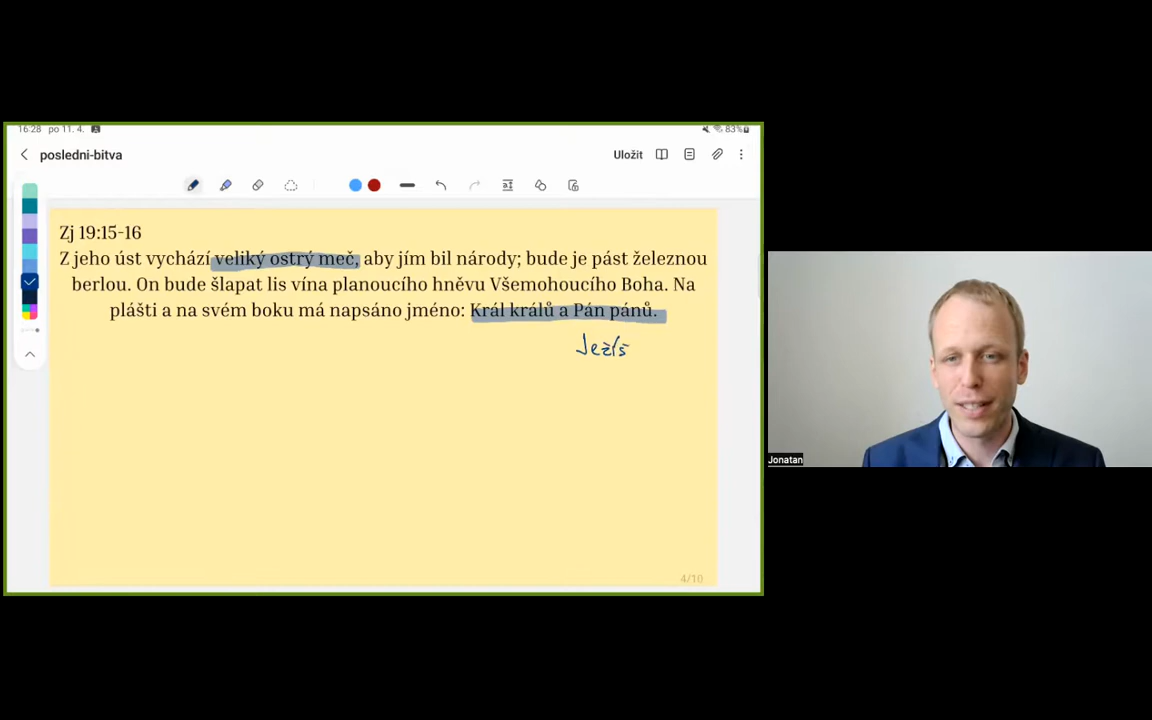 16:28 po 11. 4. 83%
posledni-bitva
Uložit
Zj 19:15-16
Z jeho úst vychází veliký ostrý meč, aby jím bil národy; bude je pást železnou
berlou. On bude šlapat lis vína planoucího hněvu Všemohoucího Boha. Na
plášti a na svém boku má napsáno jméno: Král králů a Pán pánů.
Ježíš
4/10
Jonatan